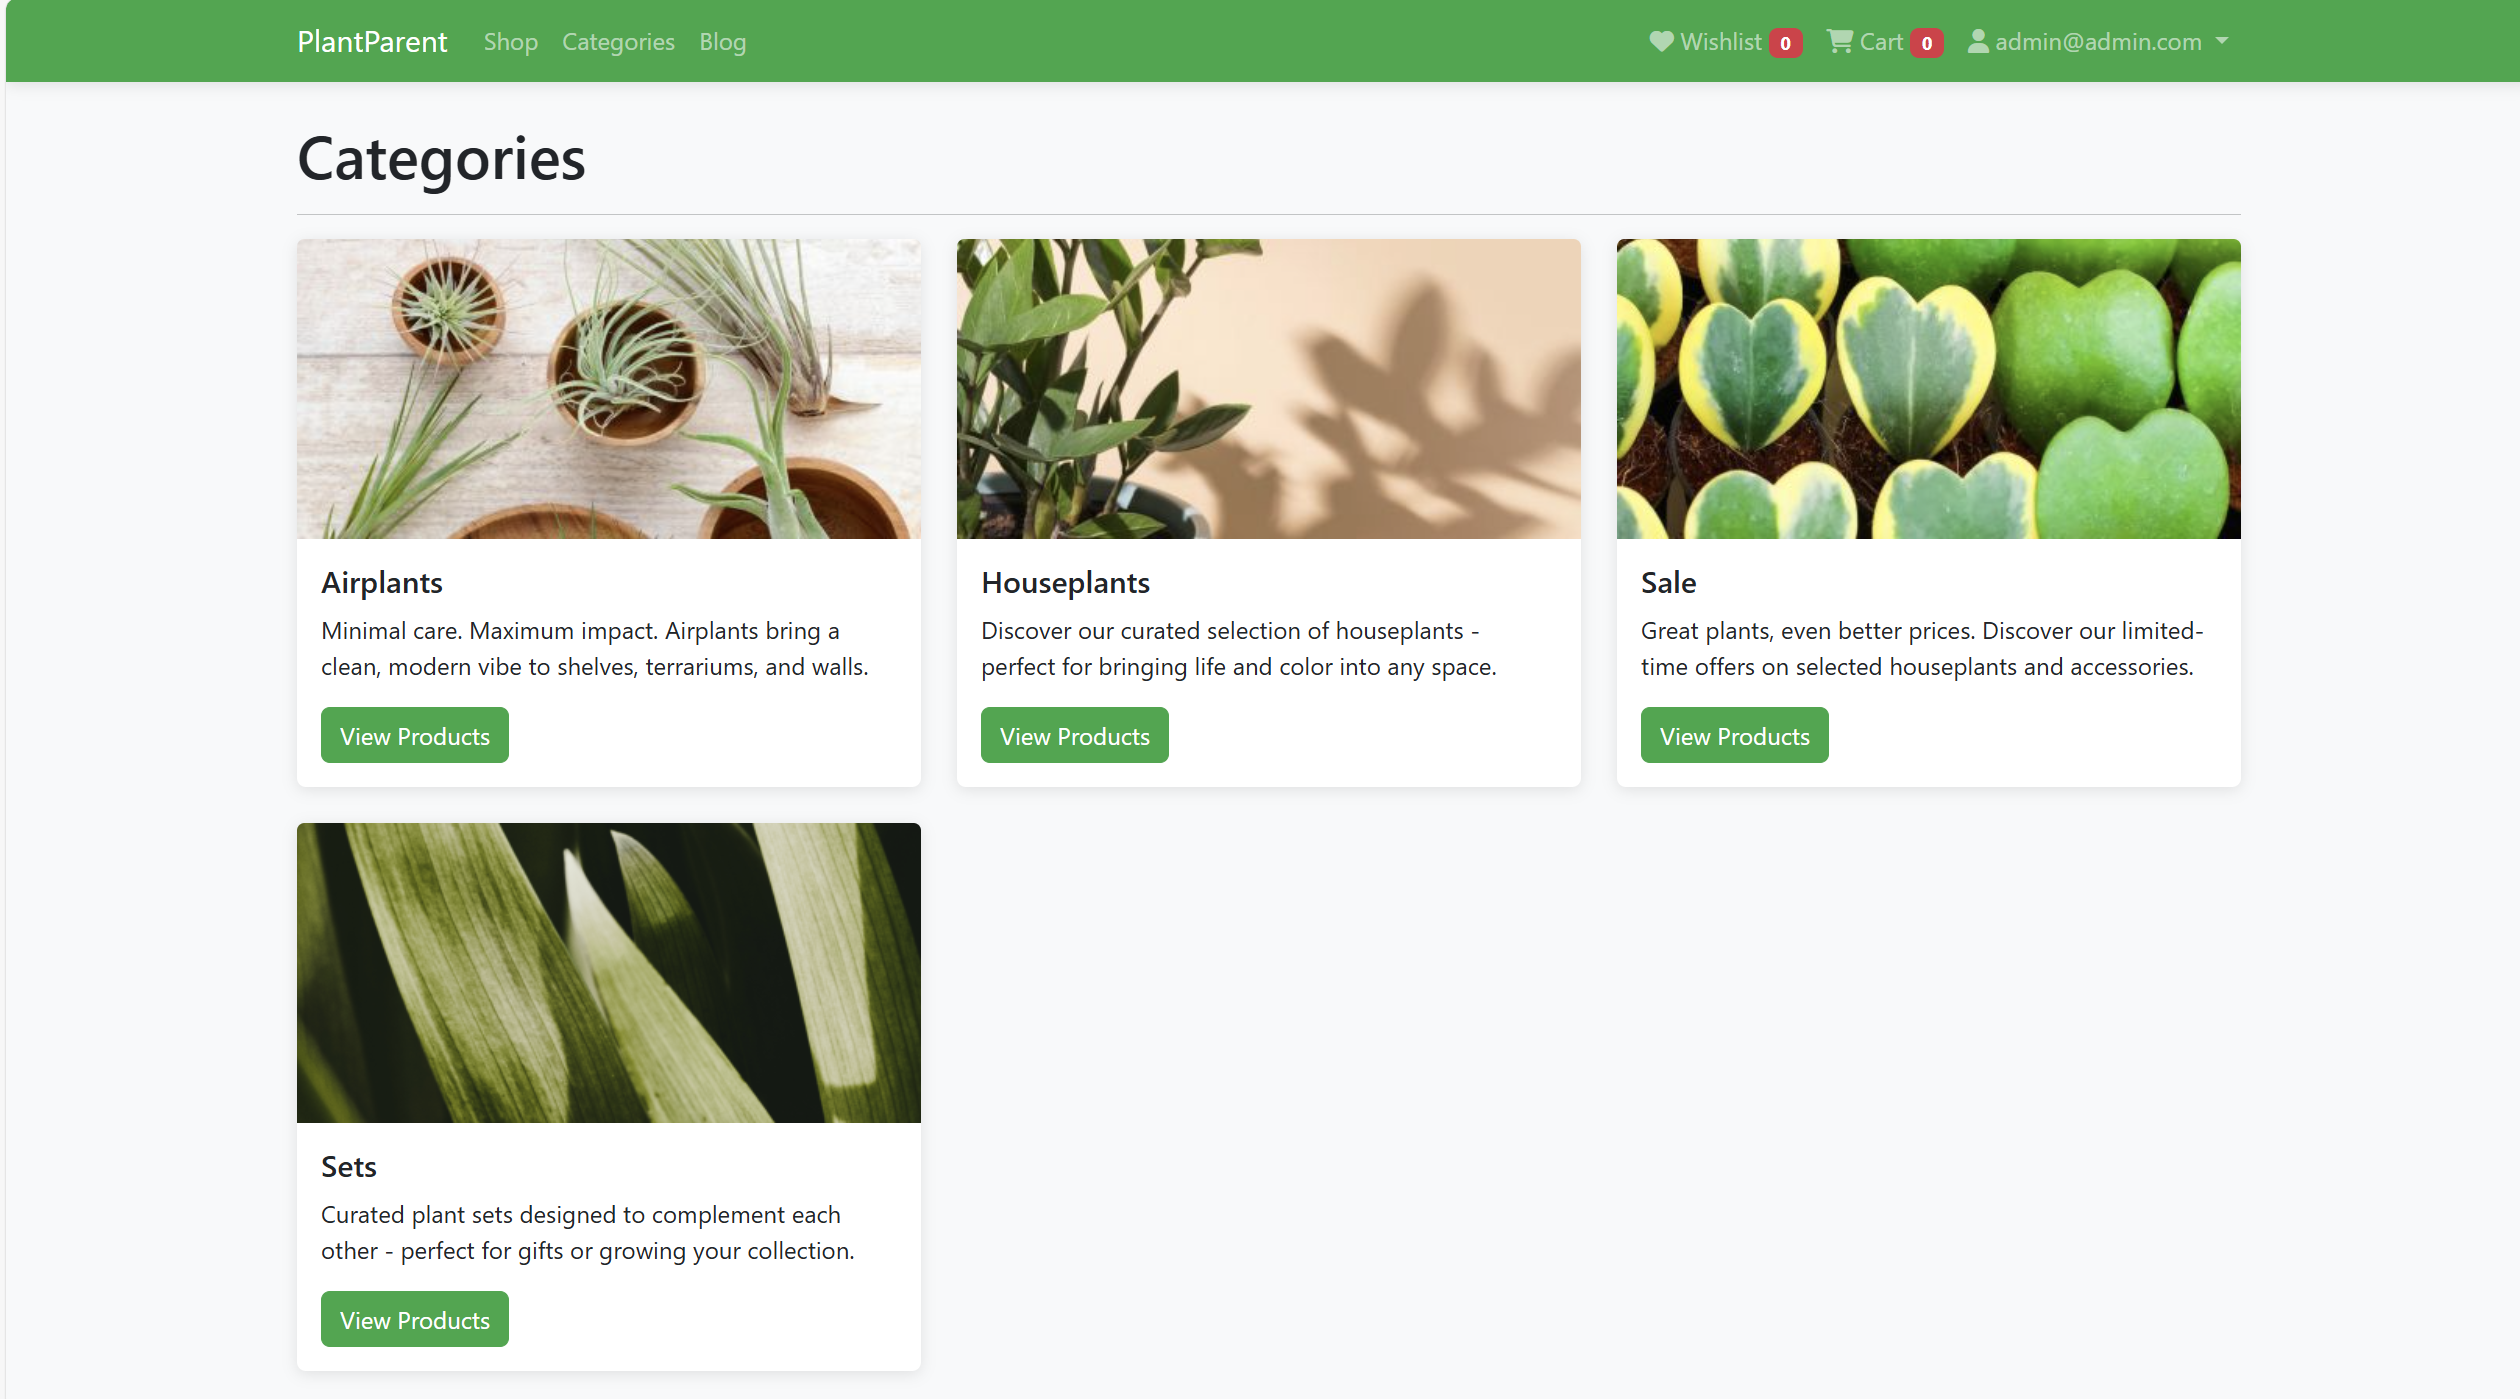 PlantParent Shop Categories Blog Wishlist 0 Cart 0 admin@admin.com
Categories
Airplants
Minimal care. Maximum impact. Airplants bring a
clean, modern vibe to shelves, terrariums, and walls.
View Products
Houseplants
Discover our curated selection of houseplants -
perfect for bringing life and color into any space.
View Products
Sale
Great plants, even better prices. Discover our limited-
time offers on selected houseplants and accessories.
View Products
Sets
Curated plant sets designed to complement each
other - perfect for gifts or growing your collection.
View Products